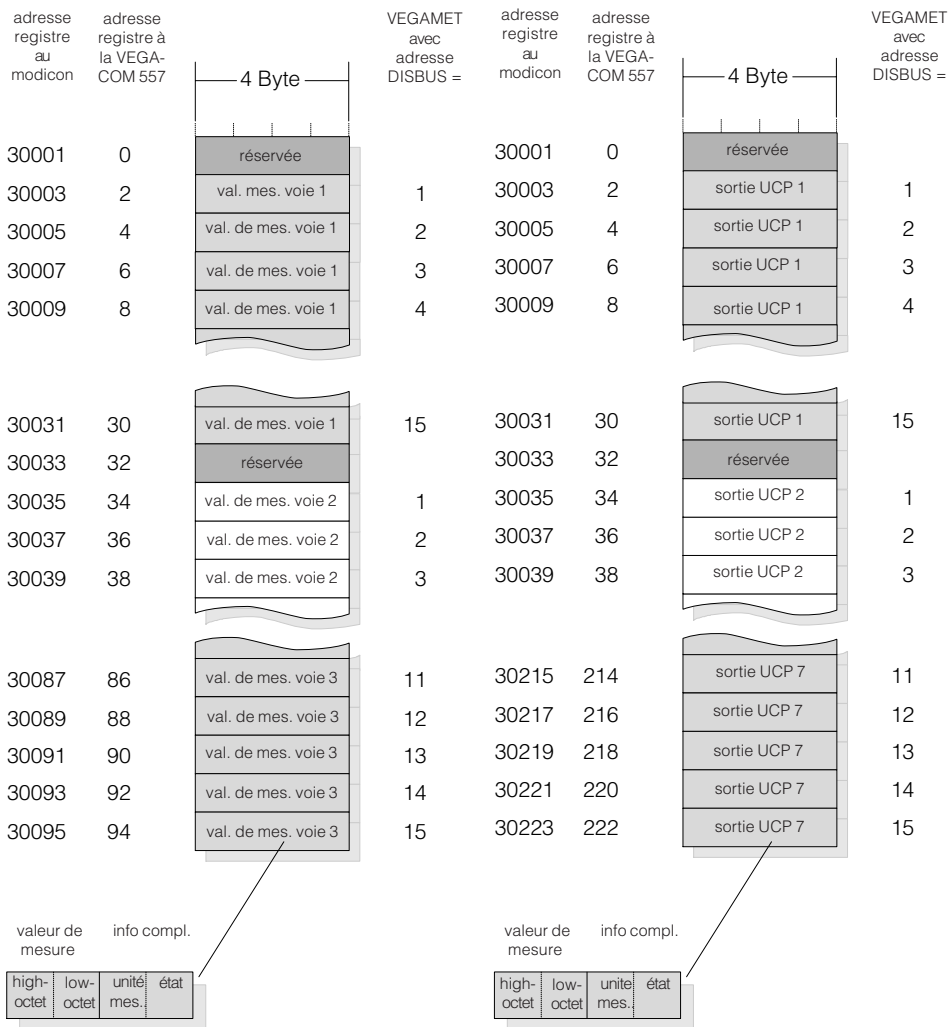 adresse registre au modicon
adresse registre à la VEGA-COM 557
4 Byte
VEGAMET avec adresse DISBUS =
30001 0 réservée
30003 2 val. mes. voie 1 1
30005 4 val. de mes. voie 1 2
30007 6 val. de mes. voie 1 3
30009 8 val. de mes. voie 1 4
30031 30 val. de mes. voie 1 15
30033 32 réservée
30035 34 val. de mes. voie 2 1
30037 36 val. de mes. voie 2 2
30039 38 val. de mes. voie 2 3
30087 86 val. de mes. voie 3 11
30089 88 val. de mes. voie 3 12
30091 90 val. de mes. voie 3 13
30093 92 val. de mes. voie 3 14
30095 94 val. de mes. voie 3 15
valeur de mesure
info compl.
high-octet
low-octet
unité mes..
état
adresse registre au modicon
adresse registre à la VEGA-COM 557
4 Byte
VEGAMET avec adresse DISBUS =
30001 0 réservée
30003 2 sortie UCP 1 1
30005 4 sortie UCP 1 2
30007 6 sortie UCP 1 3
30009 8 sortie UCP 1 4
30031 30 sortie UCP 1 15
30033 32 réservée
30035 34 sortie UCP 2 1
30037 36 sortie UCP 2 2
30039 38 sortie UCP 2 3
30215 214 sortie UCP 7 11
30217 216 sortie UCP 7 12
30219 218 sortie UCP 7 13
30221 220 sortie UCP 7 14
30223 222 sortie UCP 7 15
valeur de mesure
info compl.
high-octet
low-octet
unite mes..
état